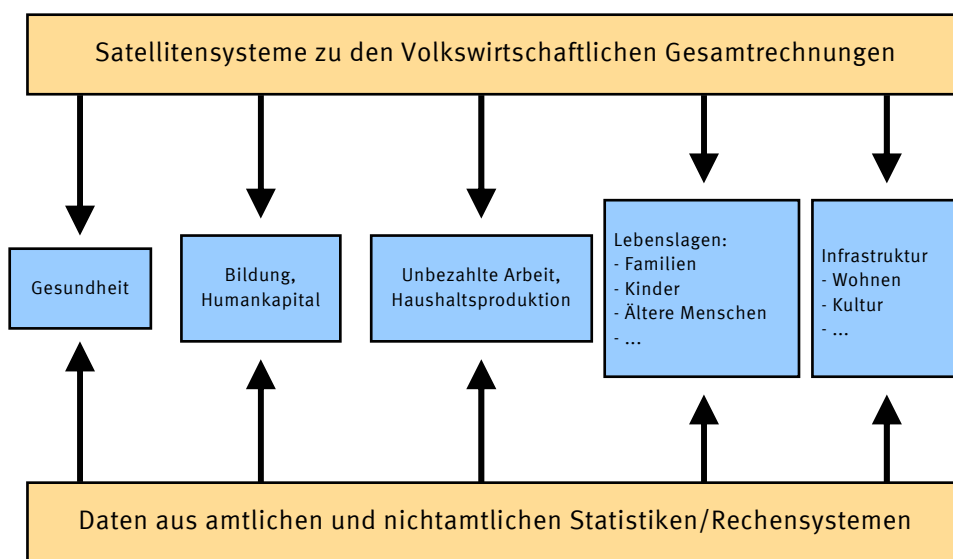 Satellitensysteme zu den Volkswirtschaftlichen Gesamtrechnungen
Gesundheit
Bildung,
Humankapital
Unbezahlte Arbeit,
Haushaltsproduktion
Lebenslagen:
- Familien
- Kinder
- Ältere Menschen
- ...
Infrastruktur
- Wohnen
- Kultur
- ...
Daten aus amtlichen und nichtamtlichen Statistiken/Rechensystemen